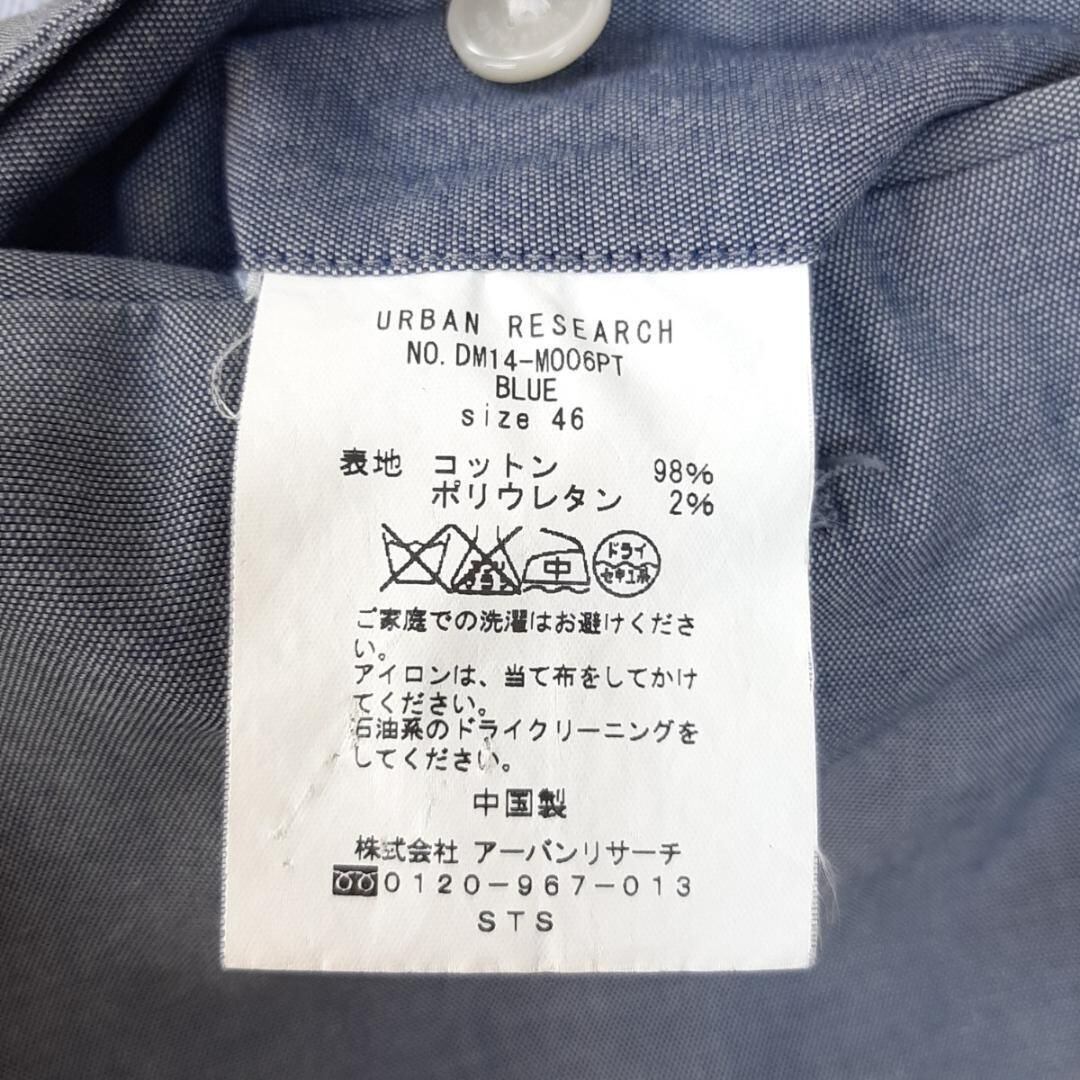 URBAN RESEARCH
NO. DM14-M006PT
BLUE
size 46
表地 コットン 98%
ポリウレタン 2%
中 ドライ
セキユ系
ご家庭での洗濯はお避けくださ
い。
アイロンは、当て布をしてかけ
てください。
石油系のドライクリーニングを
してください。
中国製
株式会社 アーバンリサーチ
0120-967-013
STS